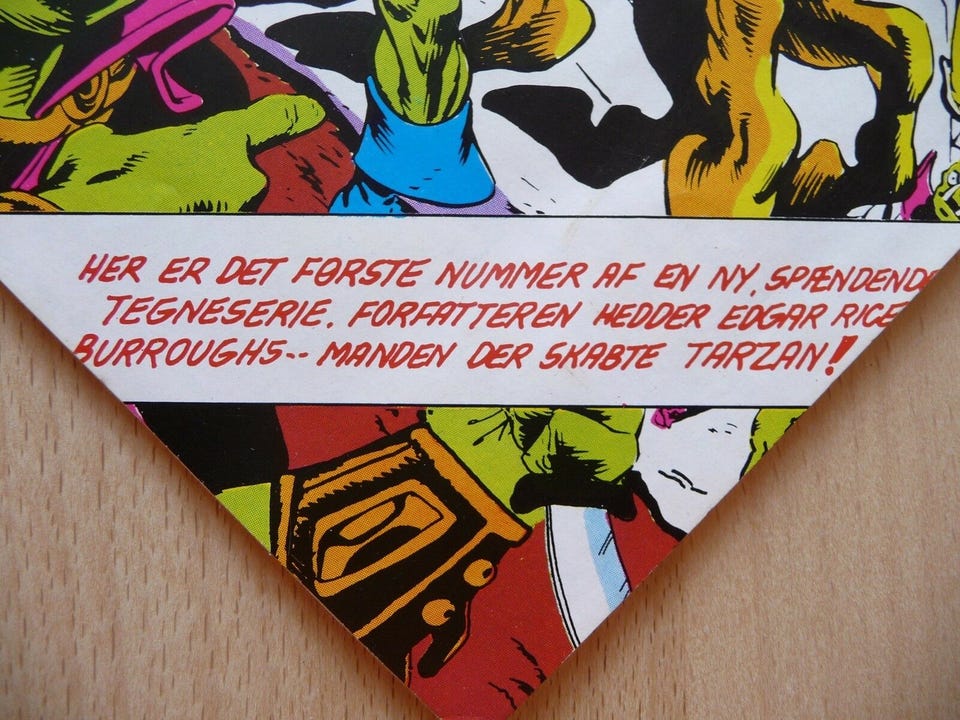 HER ER DET FØRSTE NUMMER AF EN NY, SPÆNDENDE
TEGNESERIE. FORFATTEREN HEDDER EDGAR RICE
BURROUGHS-- MANDEN DER SKABTE TARZAN!